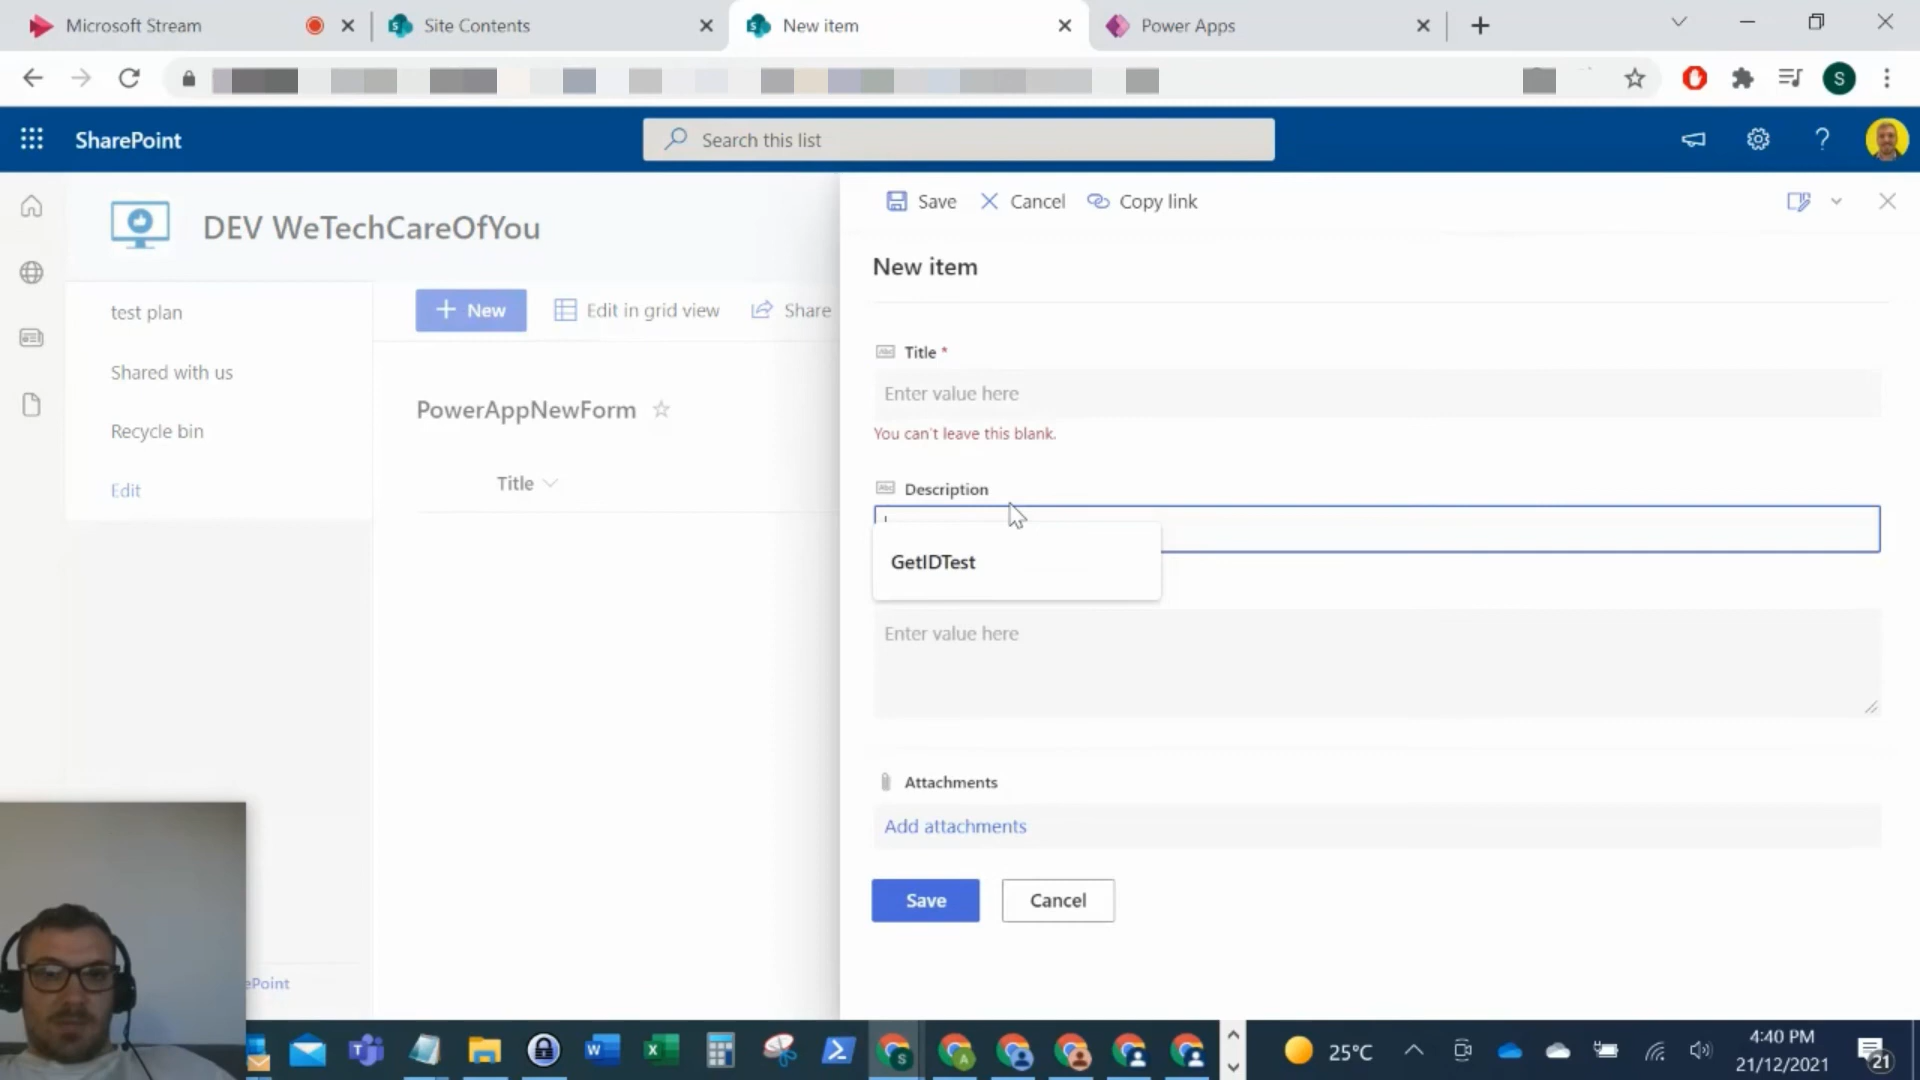 Microsoft Stream
Site Contents
New item
Power Apps
S
SharePoint
Search this list
DEV WeTechCareOfYou
Save
Cancel
Copy link
New item
test plan
Shared with us
Recycle bin
Edit
New
Edit in grid view
Share
PowerAppNewForm
Title
Title *
Enter value here
You can't leave this blank.
Description
GetIDTest
Enter value here
Attachments
Add attachments
Save
Cancel
ePoint
25°C
4:40 PM
21/12/2021
21